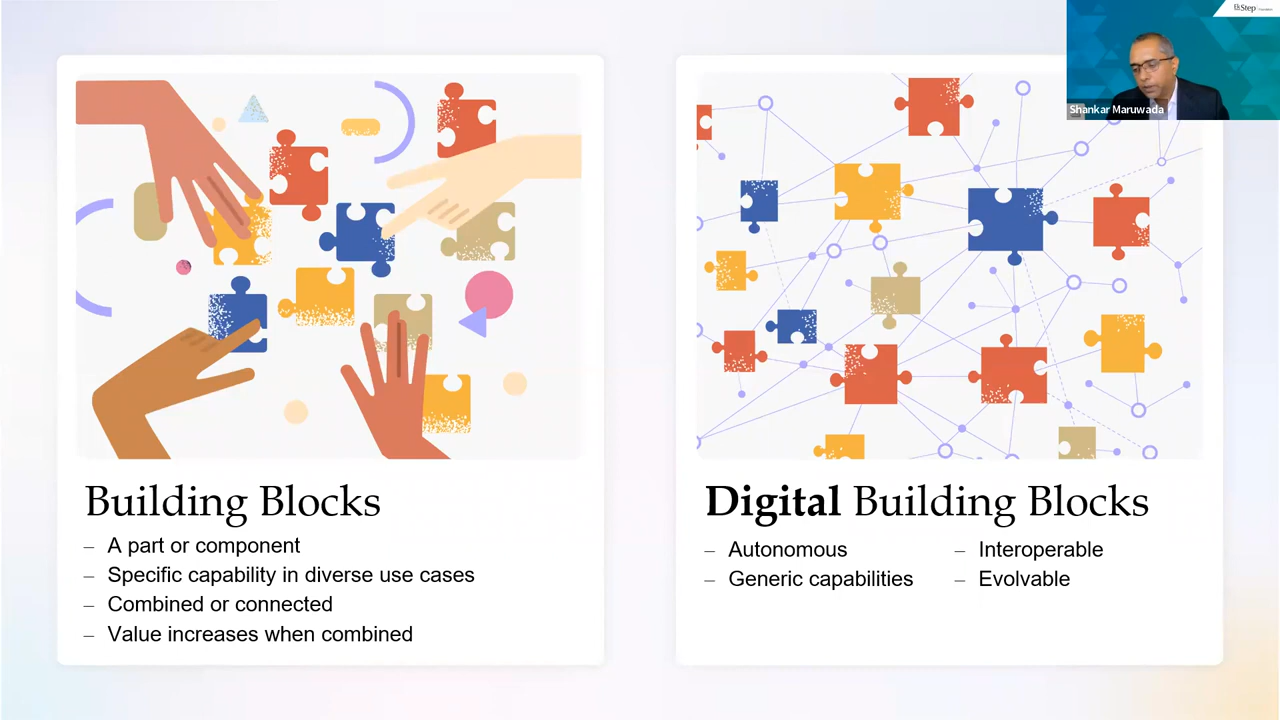 Step
Shankar Maruwada
Building Blocks
– A part or component
– Specific capability in diverse use cases
– Combined or connected
– Value increases when combined
Digital Building Blocks
– Autonomous
– Generic capabilities
– Interoperable
– Evolvable